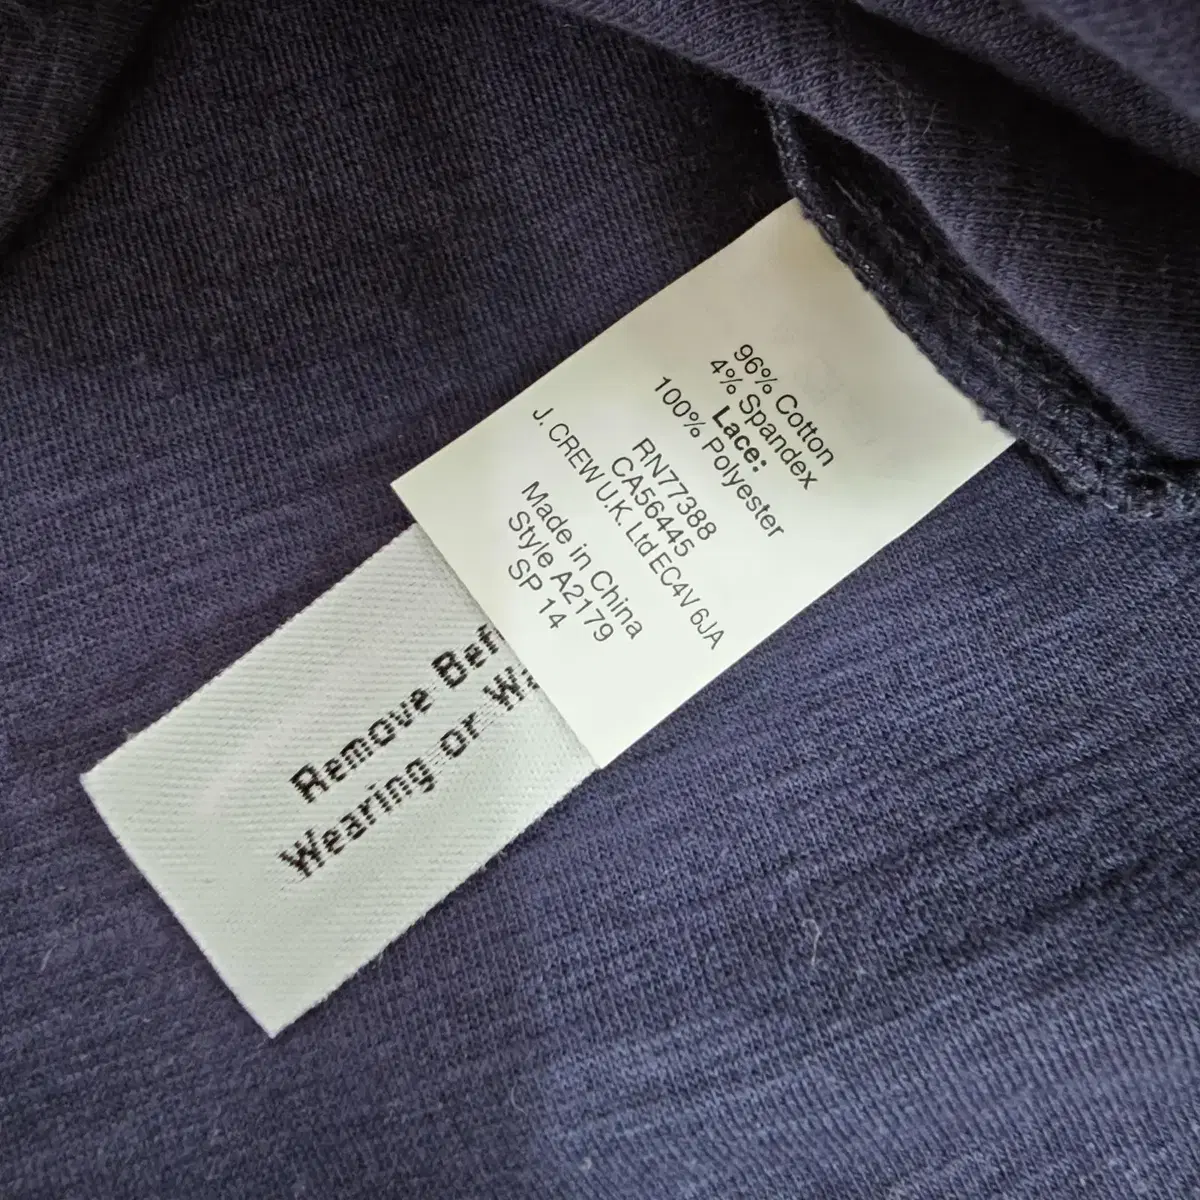 96% Cotton
4% Spandex
Lace:
100% Polyester
RN77388
CA56445
J. CREW U.K. Ltd EC4V 6JA
Made in China
Style A2179
SP 14
Remove Bef
Wearing or